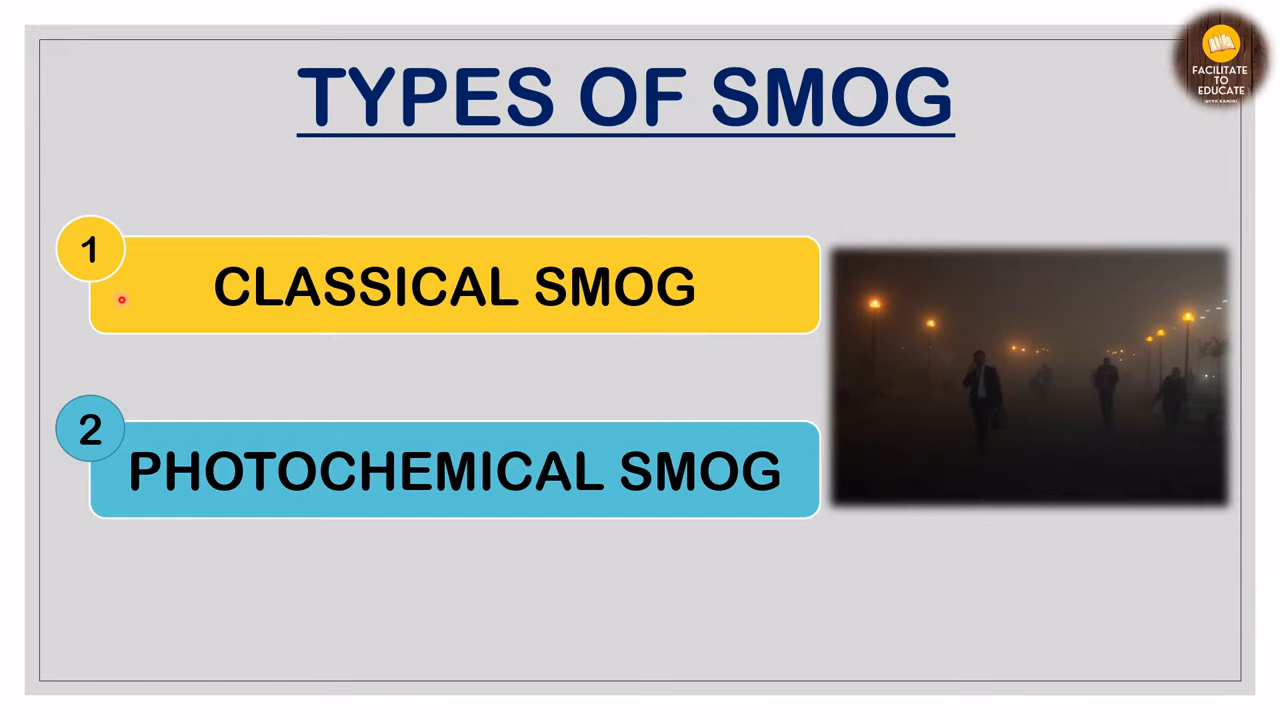 TYPES OF SMOG
1
CLASSICAL SMOG
2
PHOTOCHEMICAL SMOG
FACILITATE
TO
EDUCATE